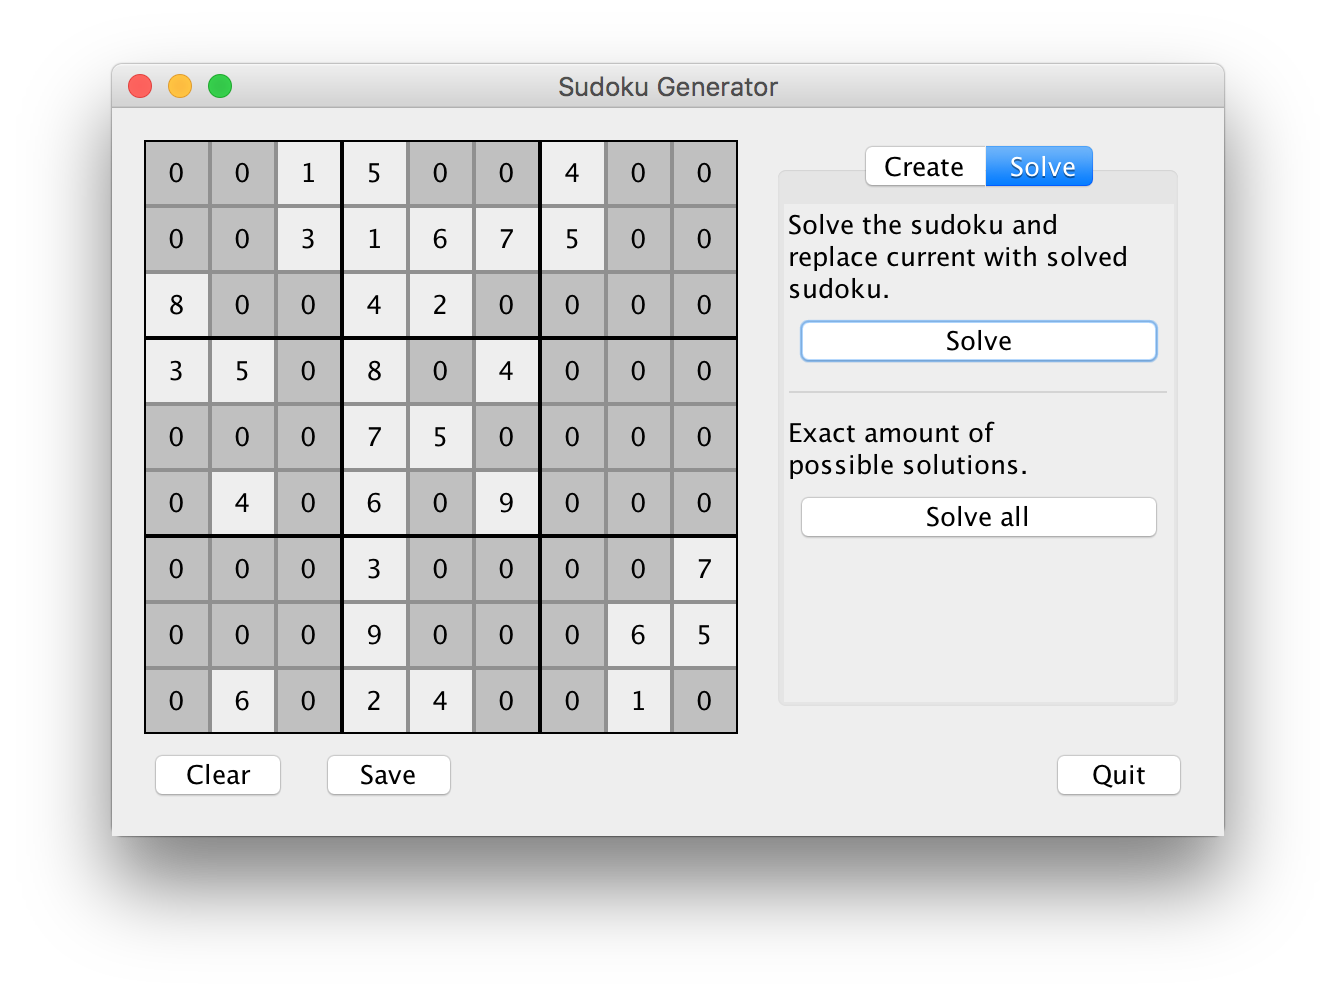 Sudoku Generator
0 0 1 5 0 0 4 0 0
0 0 3 1 6 7 5 0 0
8 0 0 4 2 0 0 0 0
3 5 0 8 0 4 0 0 0
0 0 0 7 5 0 0 0 0
0 4 0 6 0 9 0 0 0
0 0 0 3 0 0 0 0 7
0 0 0 9 0 0 0 6 5
0 6 0 2 4 0 0 1 0
Create Solve
Solve the sudoku and
replace current with solved
sudoku.
Solve
Exact amount of
possible solutions.
Solve all
Clear Save Quit